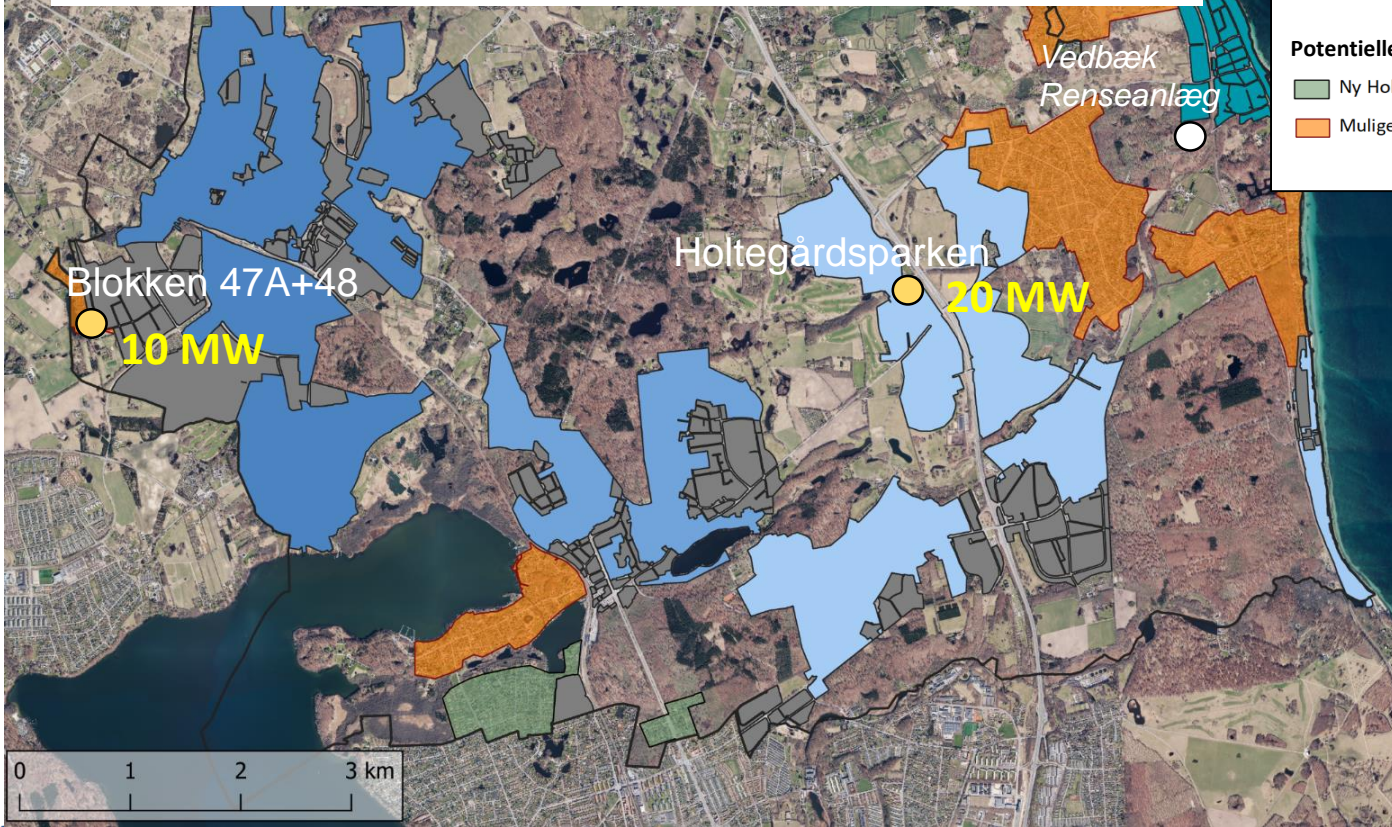 Vedbæk
Renseanlæg
Potentielle
Ny Hol
Mulige
Holtegårdsparken
20 MW
Blokken 47A+48
10 MW
0 1 2 3 km